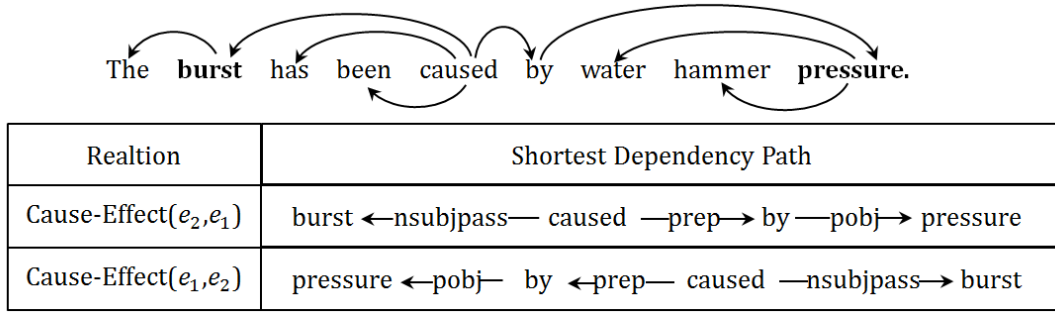 The burst has been caused by water hammer pressure.
Realtion Shortest Dependency Path
Cause-Effect(e₂,e₁) burst nsubjpass caused prep by pobj pressure
Cause-Effect(e₁,e₂) pressure pobj by prep caused nsubjpass burst